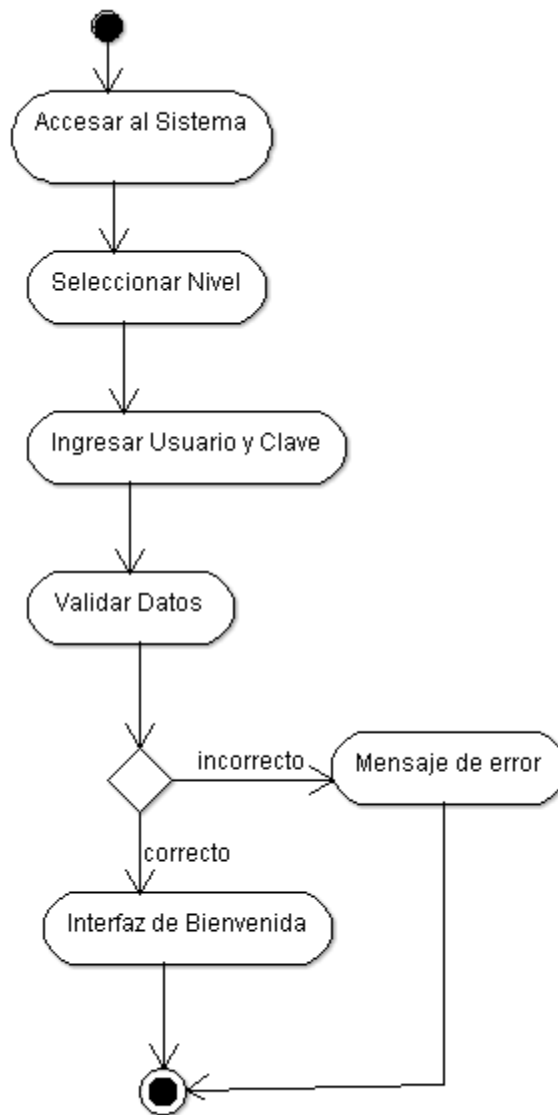 Accesar al Sistema
Seleccionar Nivel
Ingresar Usuario y Clave
Validar Datos
incorrecto
Mensaje de error
correcto
Interfaz de Bienvenida